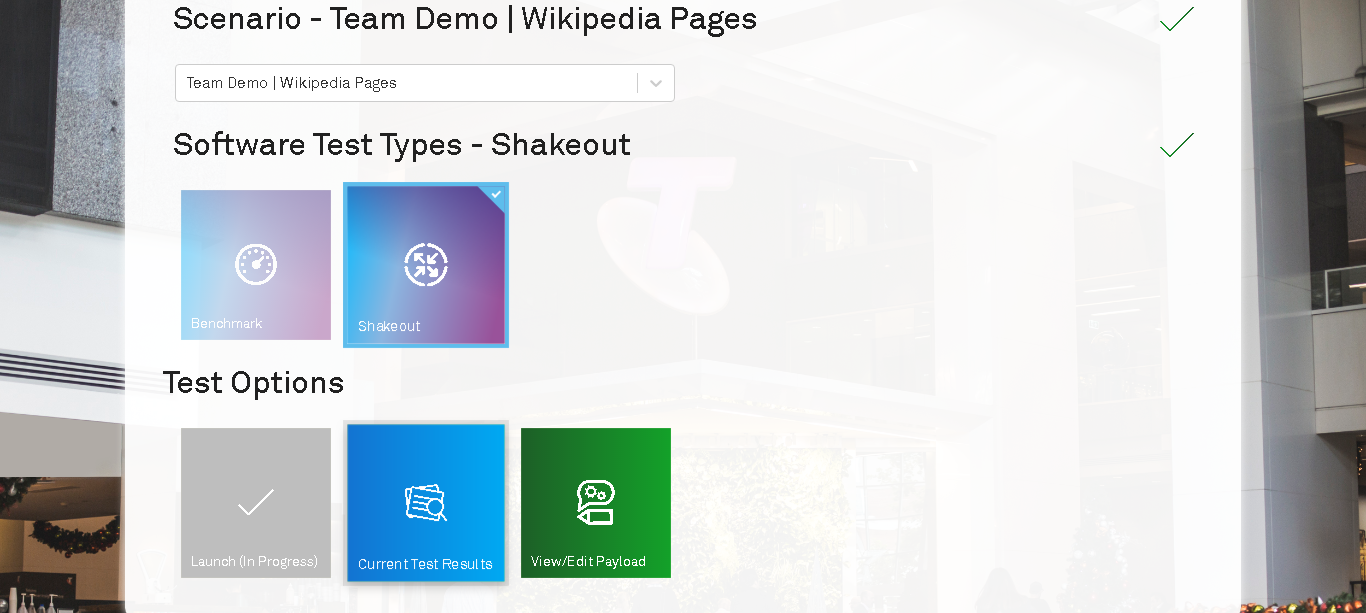 Scenario - Team Demo | Wikipedia Pages
Team Demo | Wikipedia Pages
Software Test Types - Shakeout
Benchmark
Shakeout
Test Options
Launch (In Progress)
Current Test Results
View/Edit Payload